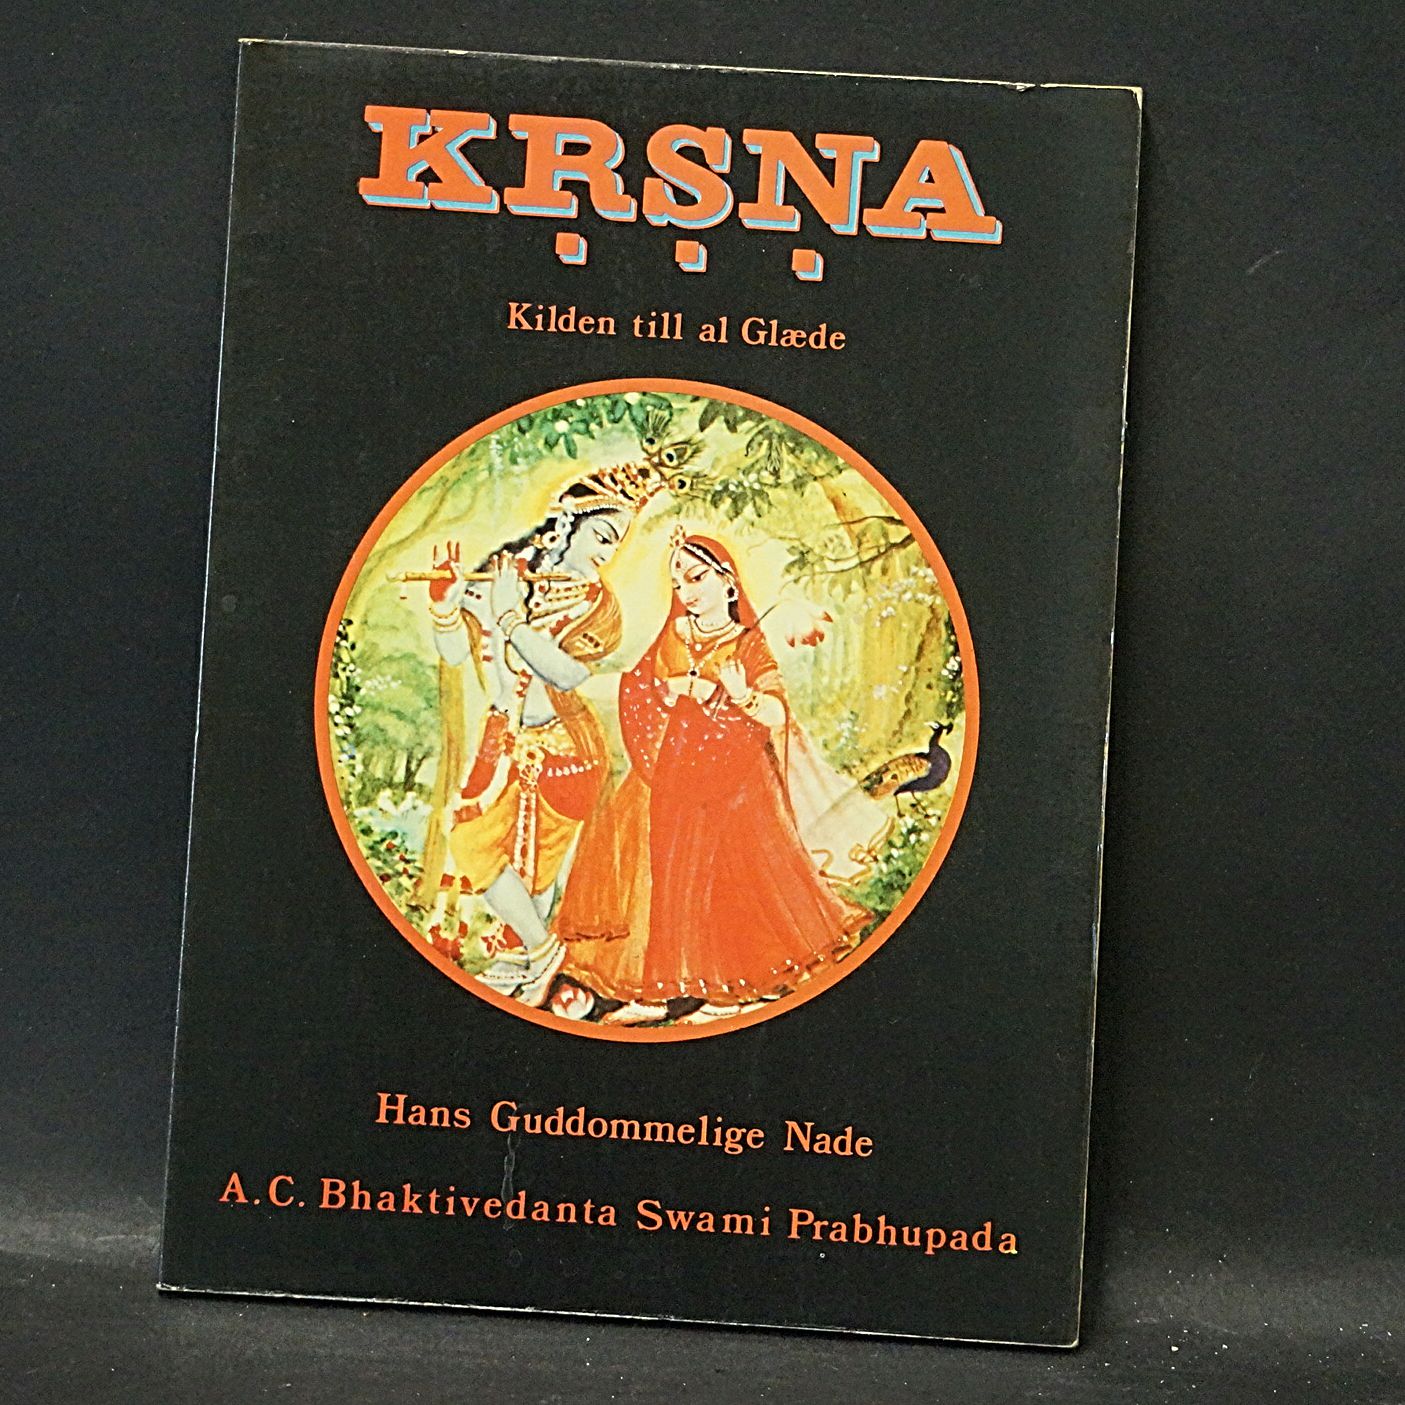 KṚṢṆA
Kilden till al Glæde
Hans Guddommelige Nade
A.C. Bhaktivedanta Swami Prabhupada